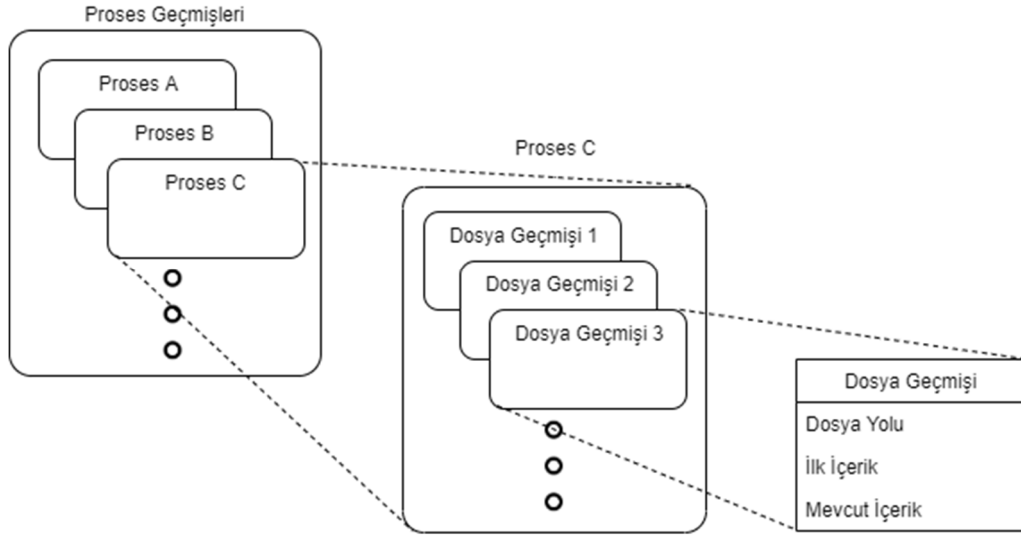 Proses Geçmişleri
Proses A
Proses B
Proses C
Proses C
Dosya Geçmişi 1
Dosya Geçmişi 2
Dosya Geçmişi 3
Dosya Geçmişi
Dosya Yolu
İlk İçerik
Mevcut İçerik